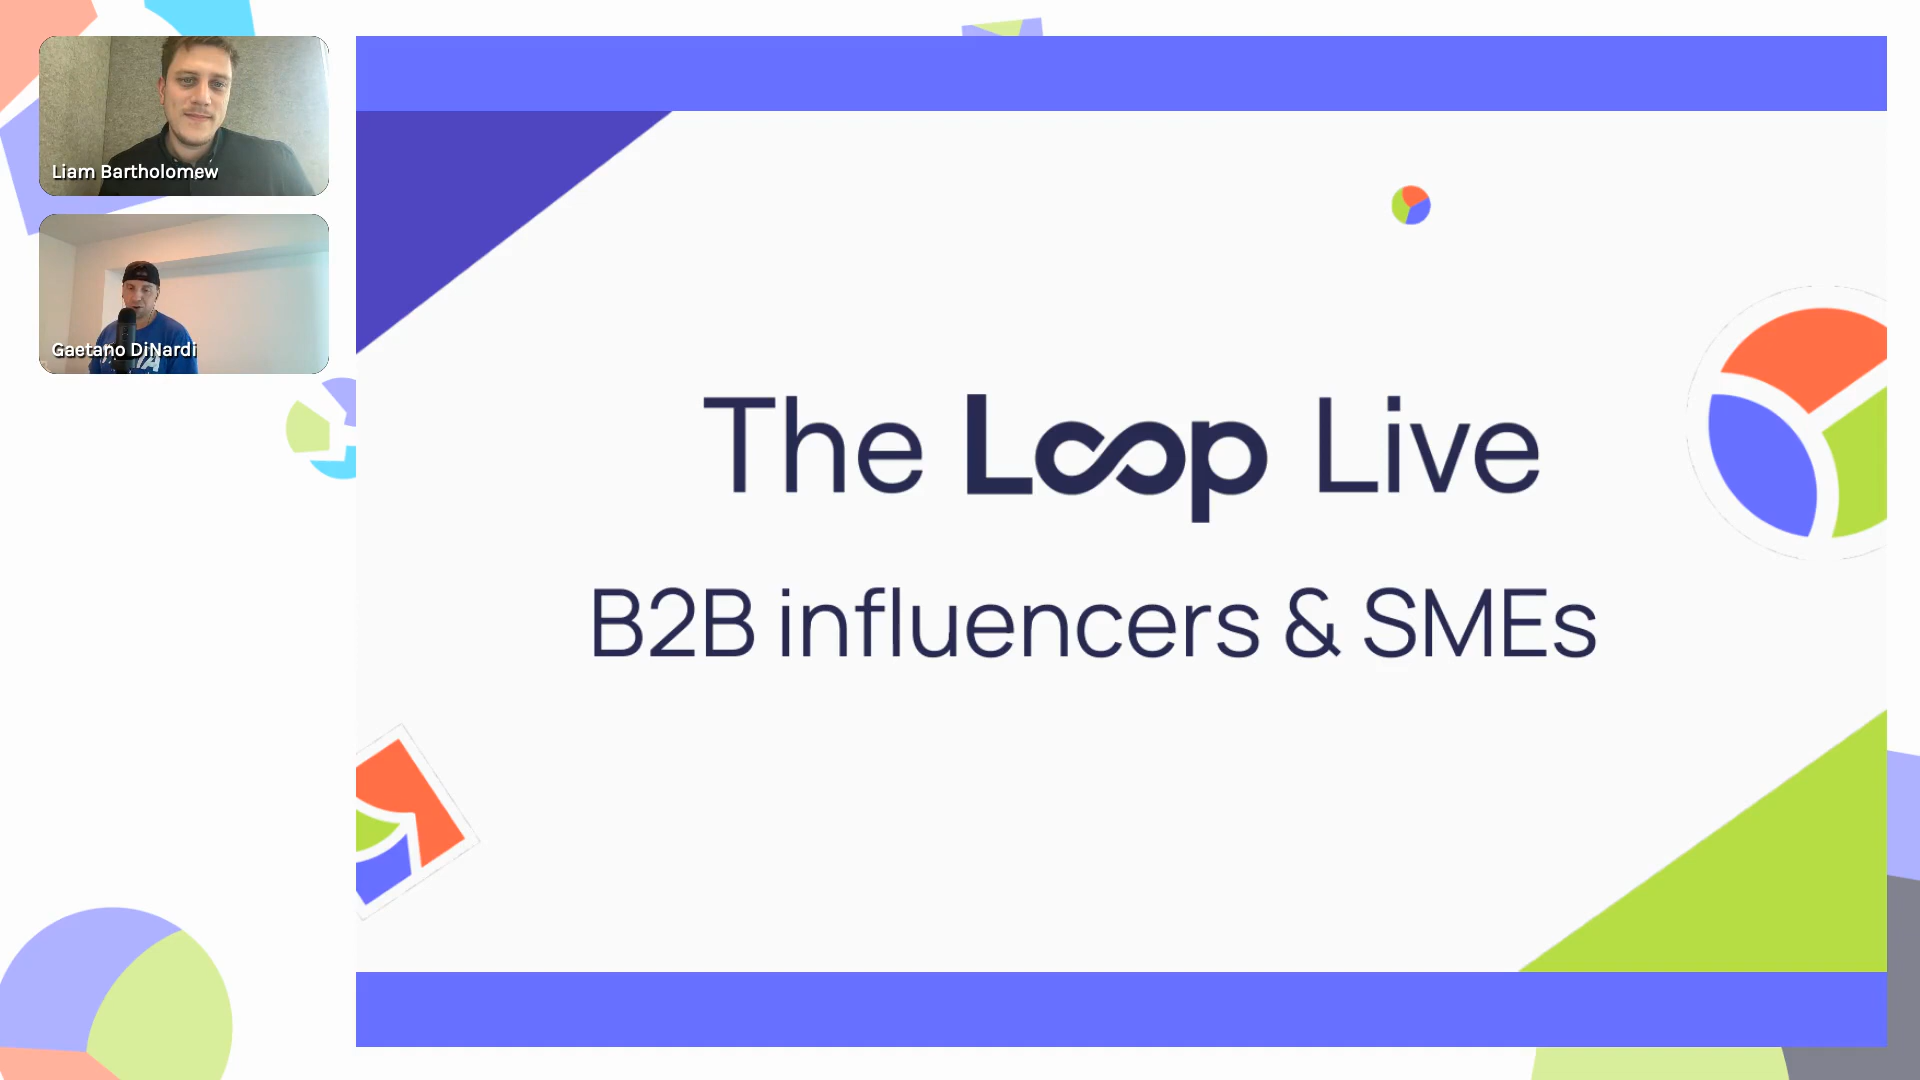 Liam Bartholomew
Gaetano DiNardi
The Loop Live
B2B influencers & SMEs